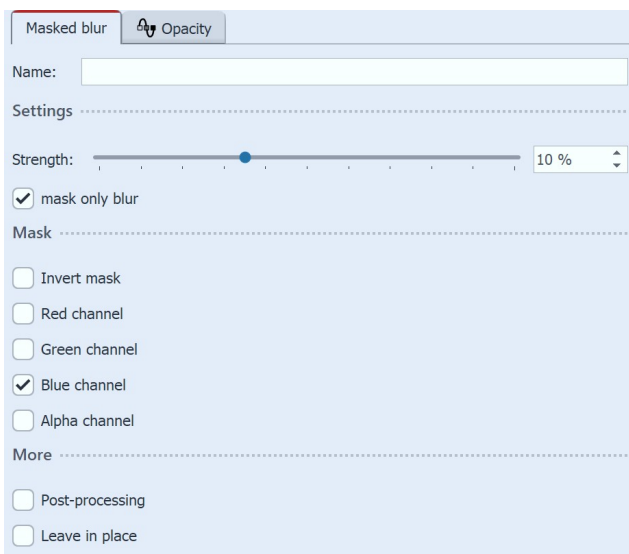 Masked blur Opacity
Name:
Settings
Strength: 10 %
mask only blur
Mask
Invert mask
Red channel
Green channel
Blue channel
Alpha channel
More
Post-processing
Leave in place